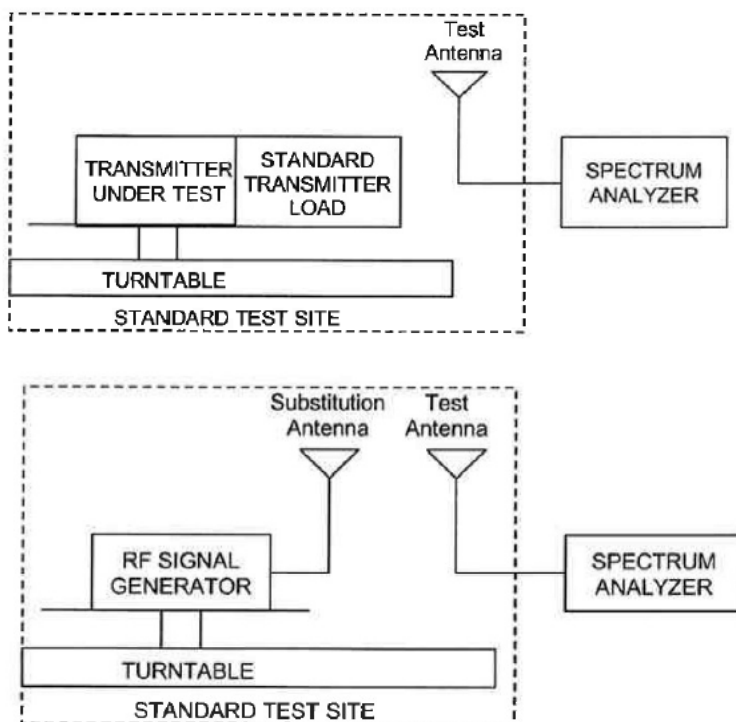 Test
Antenna
TRANSMITTER
UNDER TEST
STANDARD
TRANSMITTER
LOAD
SPECTRUM
ANALYZER
TURNTABLE
STANDARD TEST SITE
Substitution
Antenna
Test
Antenna
RF SIGNAL
GENERATOR
SPECTRUM
ANALYZER
TURNTABLE
STANDARD TEST SITE